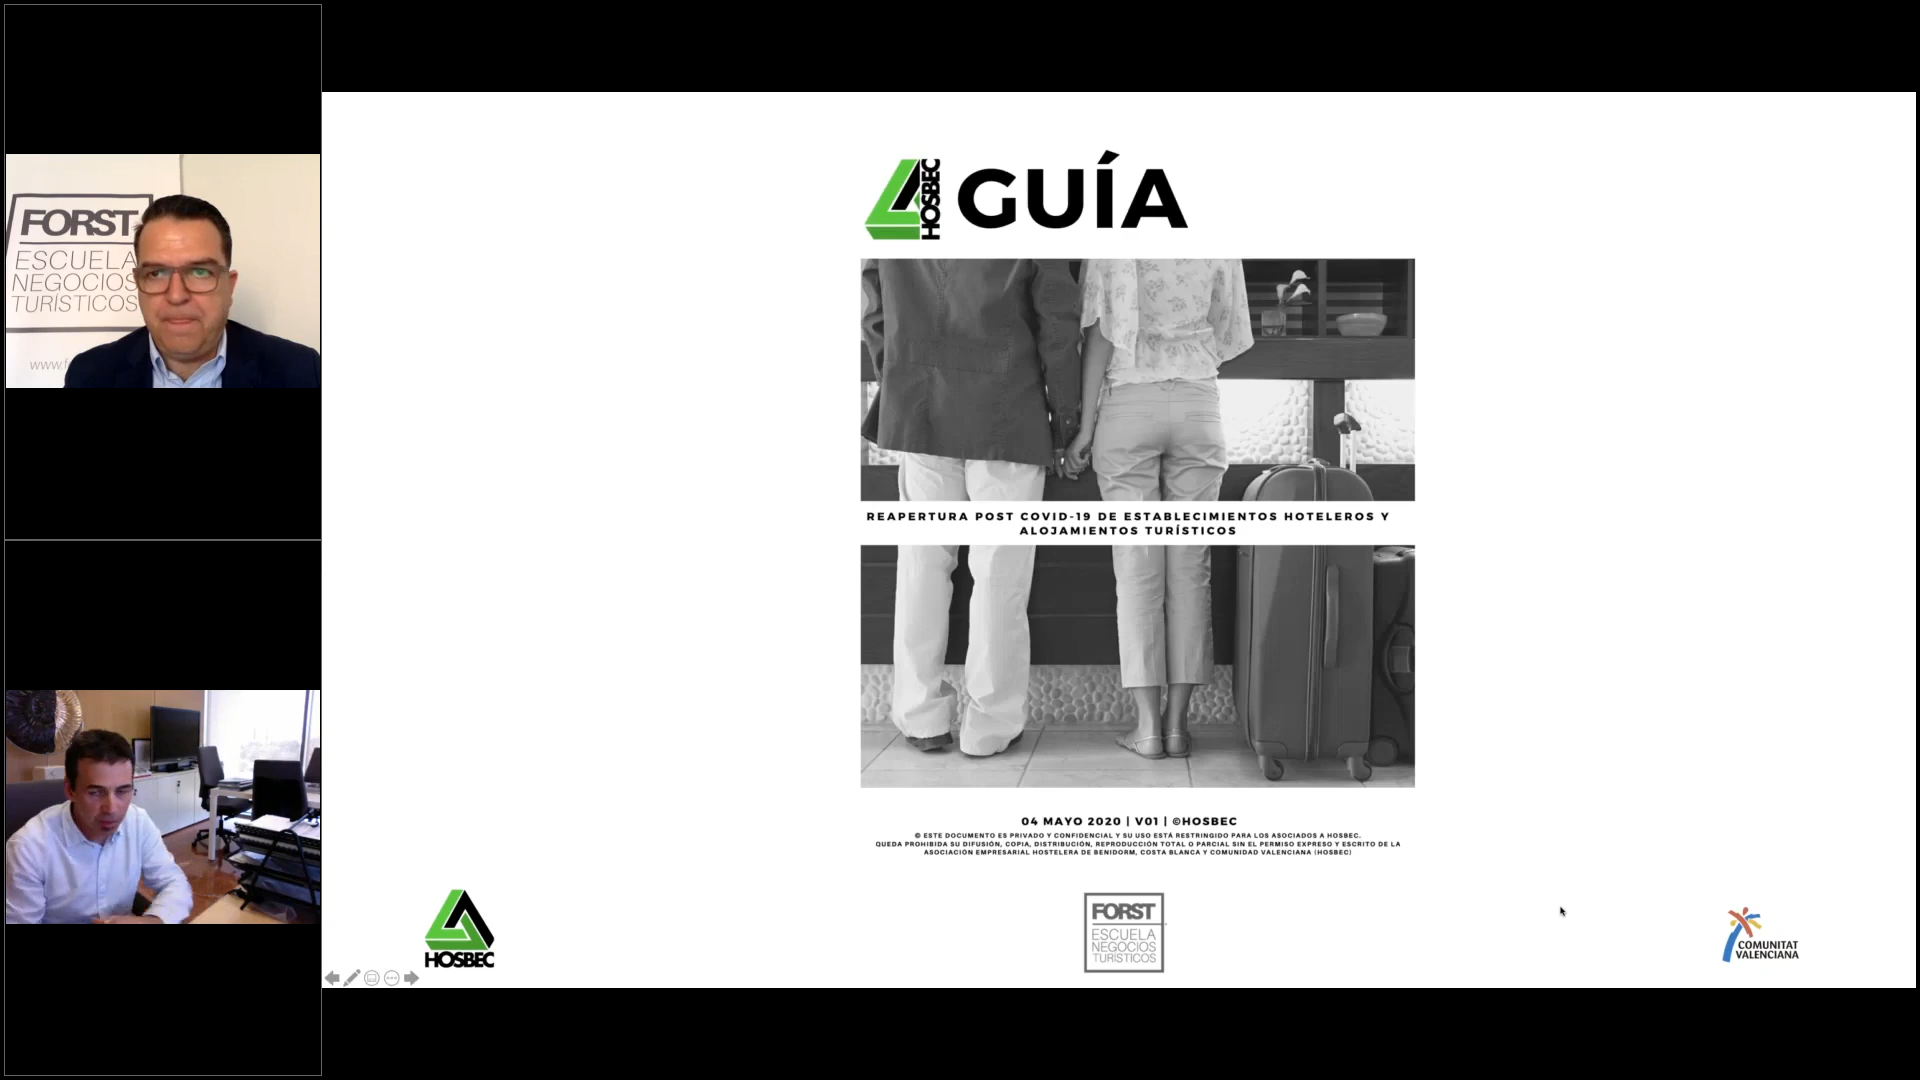 FORST
ESCUELA
NEGOCIOS
TURÍSTICOS
HOSBEC
GUÍA
REAPERTURA POST COVID-19 DE ESTABLECIMIENTOS HOTELEROS Y
ALOJAMIENTOS TURÍSTICOS
04 MAYO 2020 | V01 | ©HOSBEC
© ESTE DOCUMENTO ES PRIVADO Y CONFIDENCIAL Y SU USO ESTÁ RESTRINGIDO PARA LOS ASOCIADOS A HOSBEC.
QUEDA PROHIBIDA SU DIFUSIÓN, COPIA, DISTRIBUCIÓN, REPRODUCCIÓN TOTAL O PARCIAL SIN EL PERMISO EXPRESO Y ESCRITO DE LA
ASOCIACIÓN EMPRESARIAL HOSTELERA DE BENIDORM, COSTA BLANCA Y COMUNIDAD VALENCIANA (HOSBEC)
HOSBEC
FORST
ESCUELA
NEGOCIOS
TURÍSTICOS
COMUNITAT
VALENCIANA